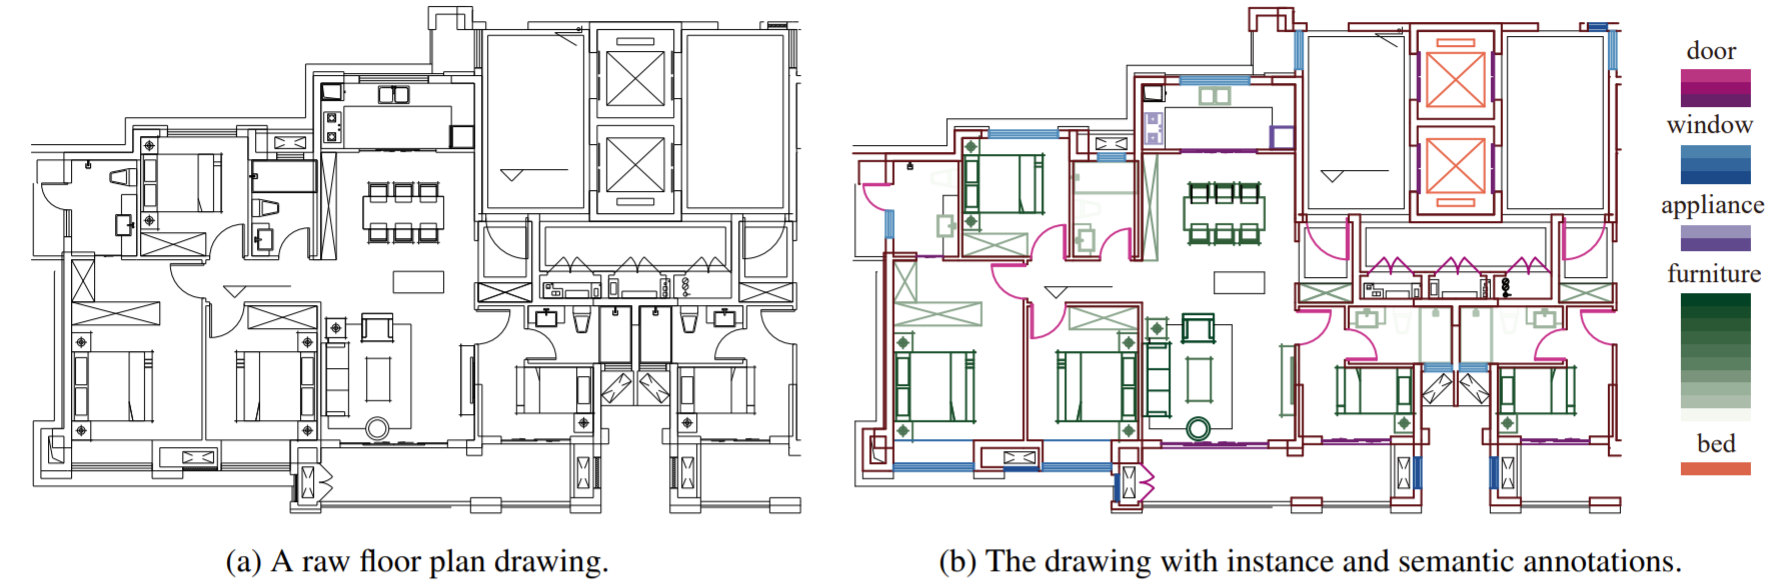 door
window
appliance
furniture
bed
(a) A raw floor plan drawing.
(b) The drawing with instance and semantic annotations.